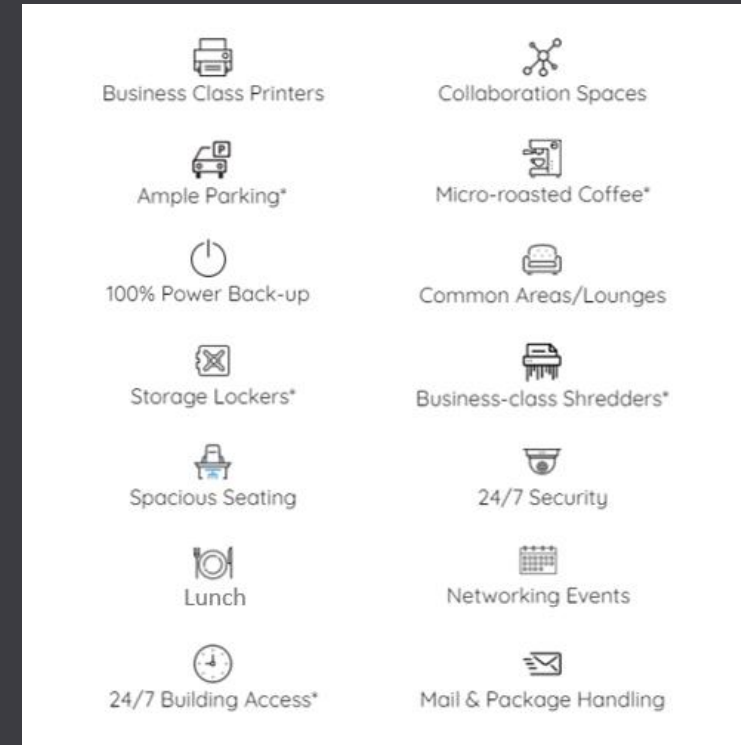 Business Class Printers
Collaboration Spaces
P
Ample Parking*
Micro-roasted Coffee*
100% Power Back-up
Common Areas/Lounges
Storage Lockers*
Business-class Shredders*
Spacious Seating
24/7 Security
Lunch
Networking Events
24/7 Building Access*
Mail & Package Handling